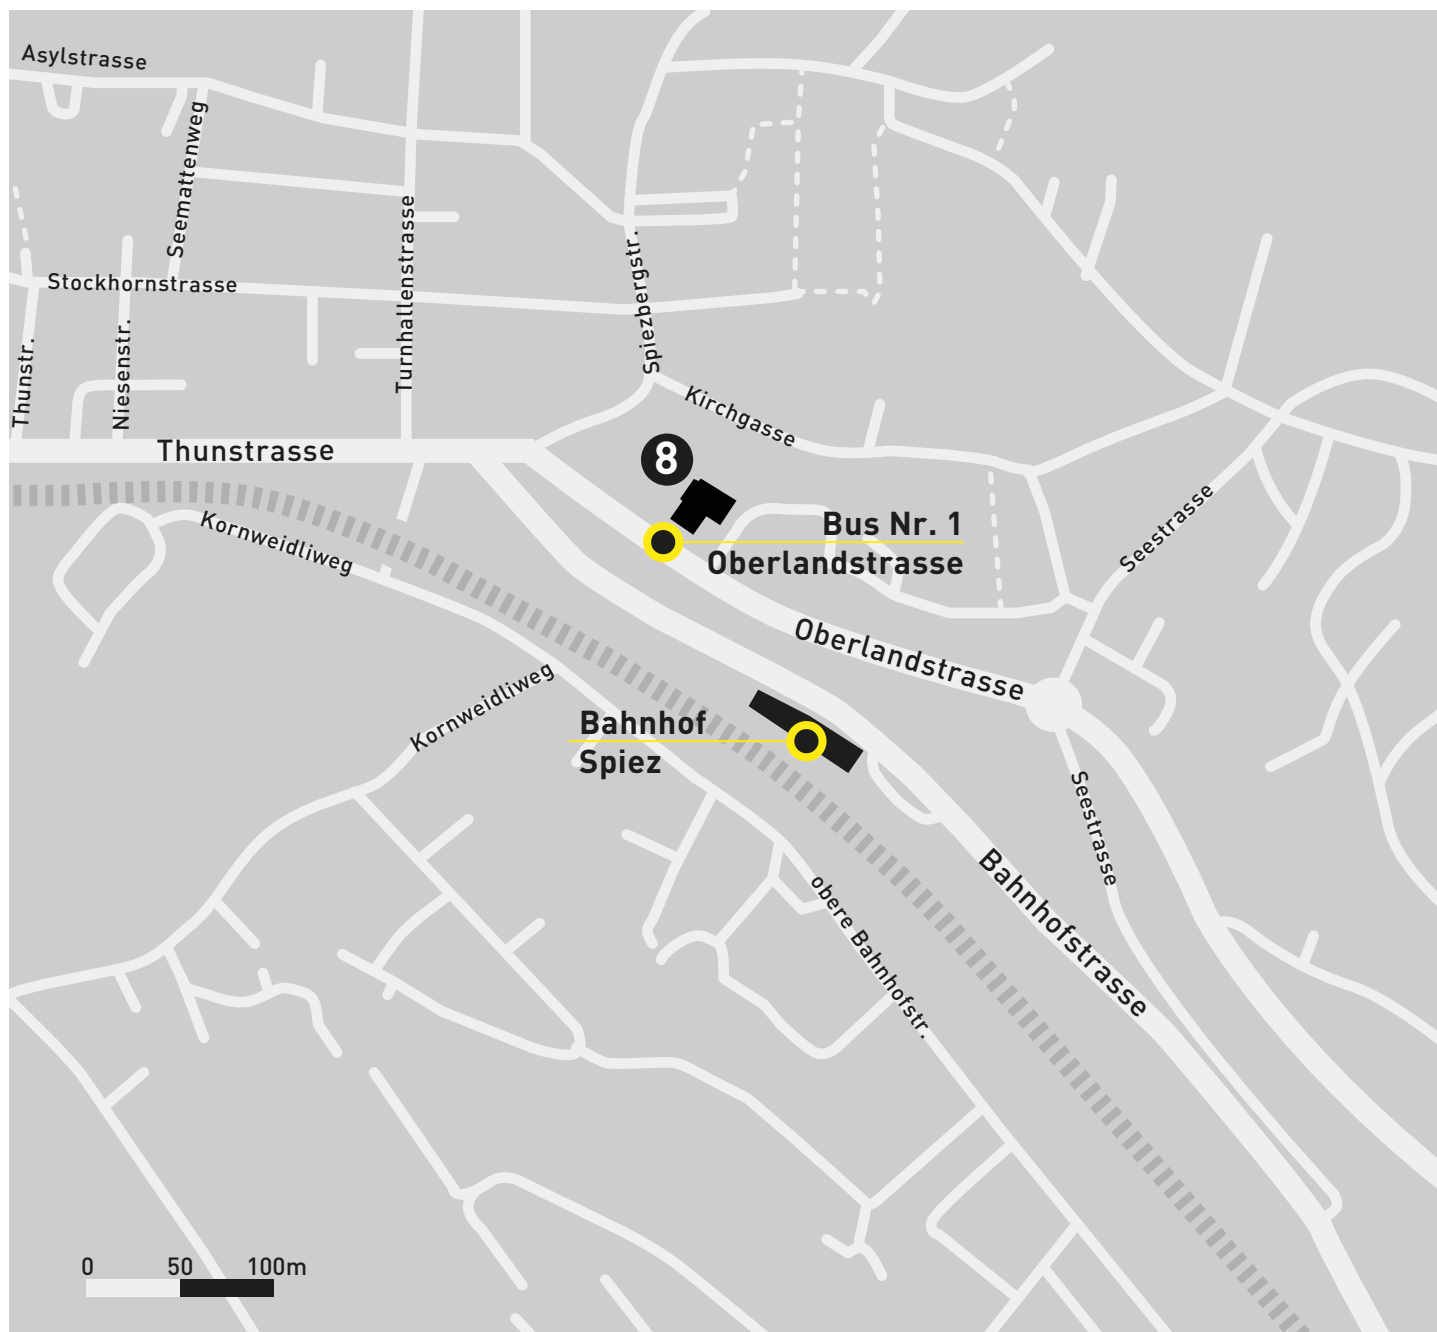 Asylstrasse
Seemattenweg
Turnhallenstrasse
Spiezbergstr.
Stockhornstrasse
Thunstr.
Niesenstr.
Kirchgasse
Thunstrasse
8
Kornweidliweg
Bus Nr. 1
Oberlandstrasse
Seestrasse
Oberlandstrasse
Kornweidliweg
Bahnhof
Spiez
Seestrasse
Bahnhofstrasse
obere Bahnhofstr.
0 50 100m